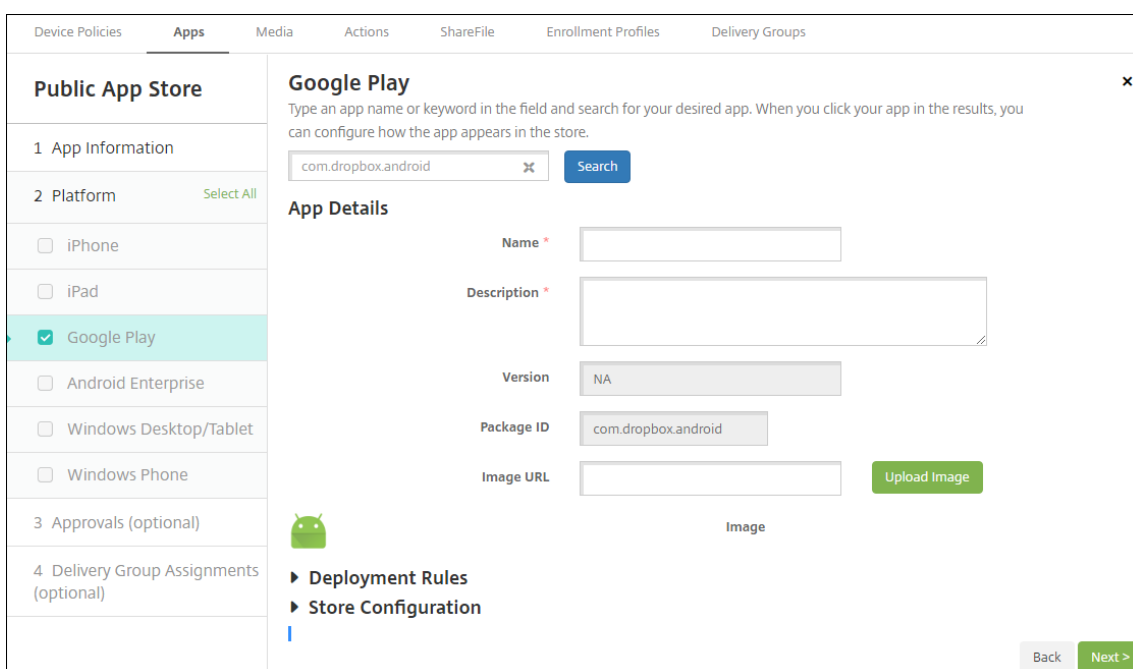 Device Policies Apps Media Actions ShareFile Enrollment Profiles Delivery Groups
Public App Store
1 App Information
2 Platform Select All
iPhone
iPad
Google Play
Android Enterprise
Windows Desktop/Tablet
Windows Phone
3 Approvals (optional)
4 Delivery Group Assignments
(optional)
Google Play
Type an app name or keyword in the field and search for your desired app. When you click your app in the results, you
can configure how the app appears in the store.
com.dropbox.android Search
App Details
Name *
Description *
Version NA
Package ID com.dropbox.android
Image URL Upload Image
Image
Deployment Rules
Store Configuration
Back Next >